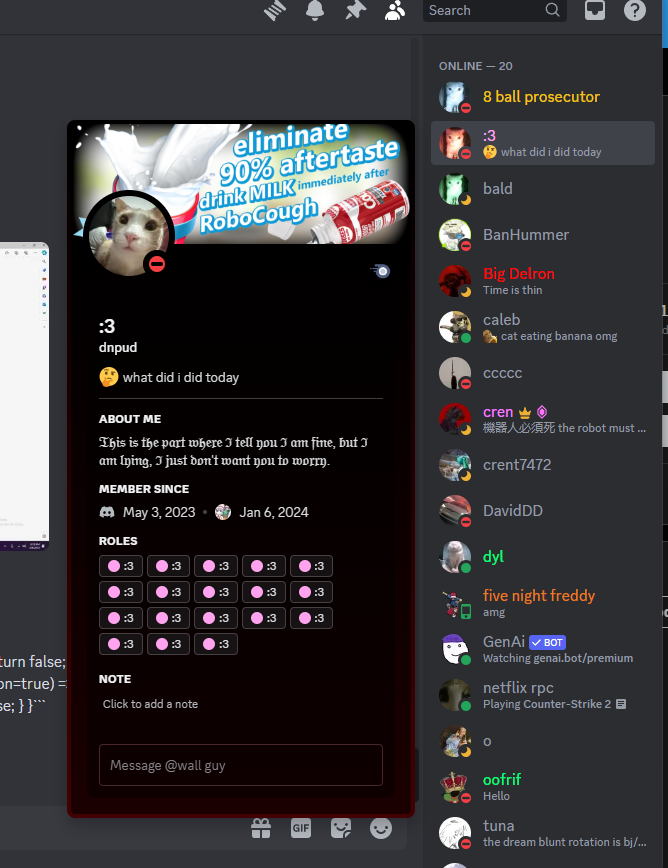 Search
ONLINE — 20
8 ball prosecutor
:3
🤔 what did i did today
bald
BanHummer
Big Delron
Time is thin
caleb
cat eating banana omg
ccccc
cren
機器人必須死 the robot must ...
crent7472
DavidDD
dyl
five night freddy
amg
GenAi ✓ BOT
Watching genai.bot/premium
netflix rpc
Playing Counter-Strike 2
o
oofrif
Hello
tuna
the dream blunt rotation is bj/...
eliminate
90% aftertaste
drink MILK immediately after
RoboCough
:3
dnpud
🤔 what did i did today
ABOUT ME
𝕿𝖍𝖎𝖘 𝖎𝖘 𝖙𝖍𝖊 𝖕𝖆𝖗𝖙 𝖜𝖍𝖊𝖗𝖊 𝕴 𝖙𝖊𝖑𝖑 𝖞𝖔𝖚 𝕴 𝖆𝖒 𝖋𝖎𝖓𝖊, 𝖇𝖚𝖙 𝕴
𝖆𝖒 𝖑𝖞𝖎𝖓𝖌, 𝕴 𝖏𝖚𝖘𝖙 𝖉𝖔𝖓'𝖙 𝖜𝖆𝖓𝖙 𝖞𝖔𝖚 𝖙𝖔 𝖜𝖔𝖗𝖗𝖞.
MEMBER SINCE
May 3, 2023 • Jan 6, 2024
ROLES
:3 :3 :3 :3 :3
:3 :3 :3 :3 :3
:3 :3 :3 :3 :3
:3 :3 :3
NOTE
Click to add a note
Message @wall guy
turn false;
on=true) =
se; } }```
GIF